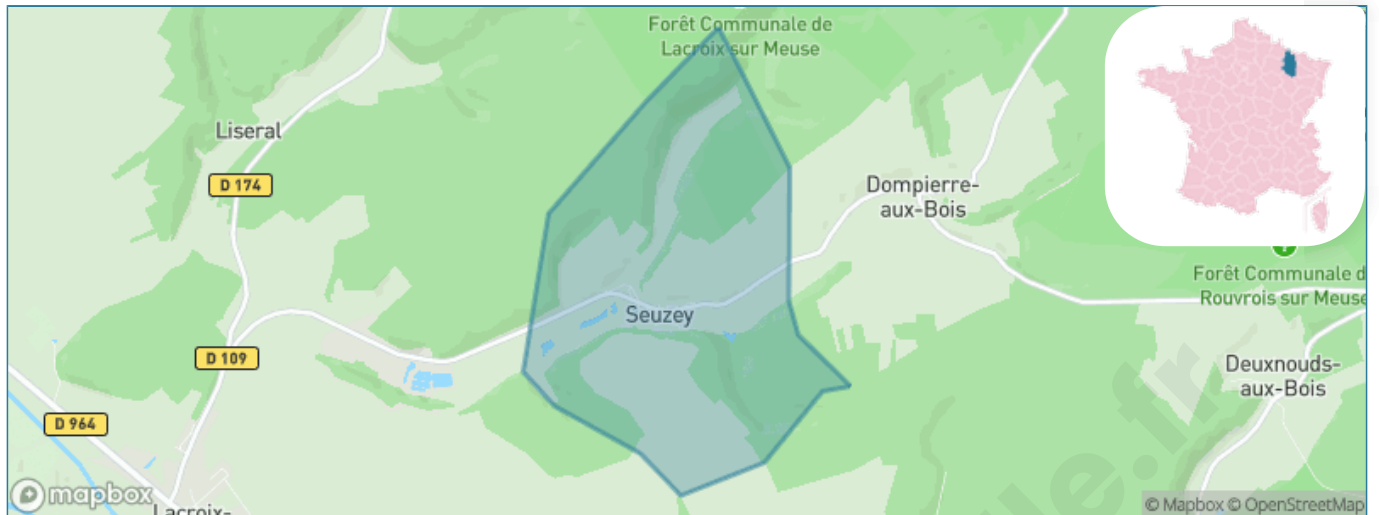 Forêt Communale de
Lacroix sur Meuse
Liseral
D 174
Dompierre-
aux-Bois
Forêt Communale d
Rouvrois sur Meuse
Seuzey
D 109
Deuxnouds-
aux-Bois
D 964
mapbox
Lacroix-
© Mapbox © OpenStreetMap